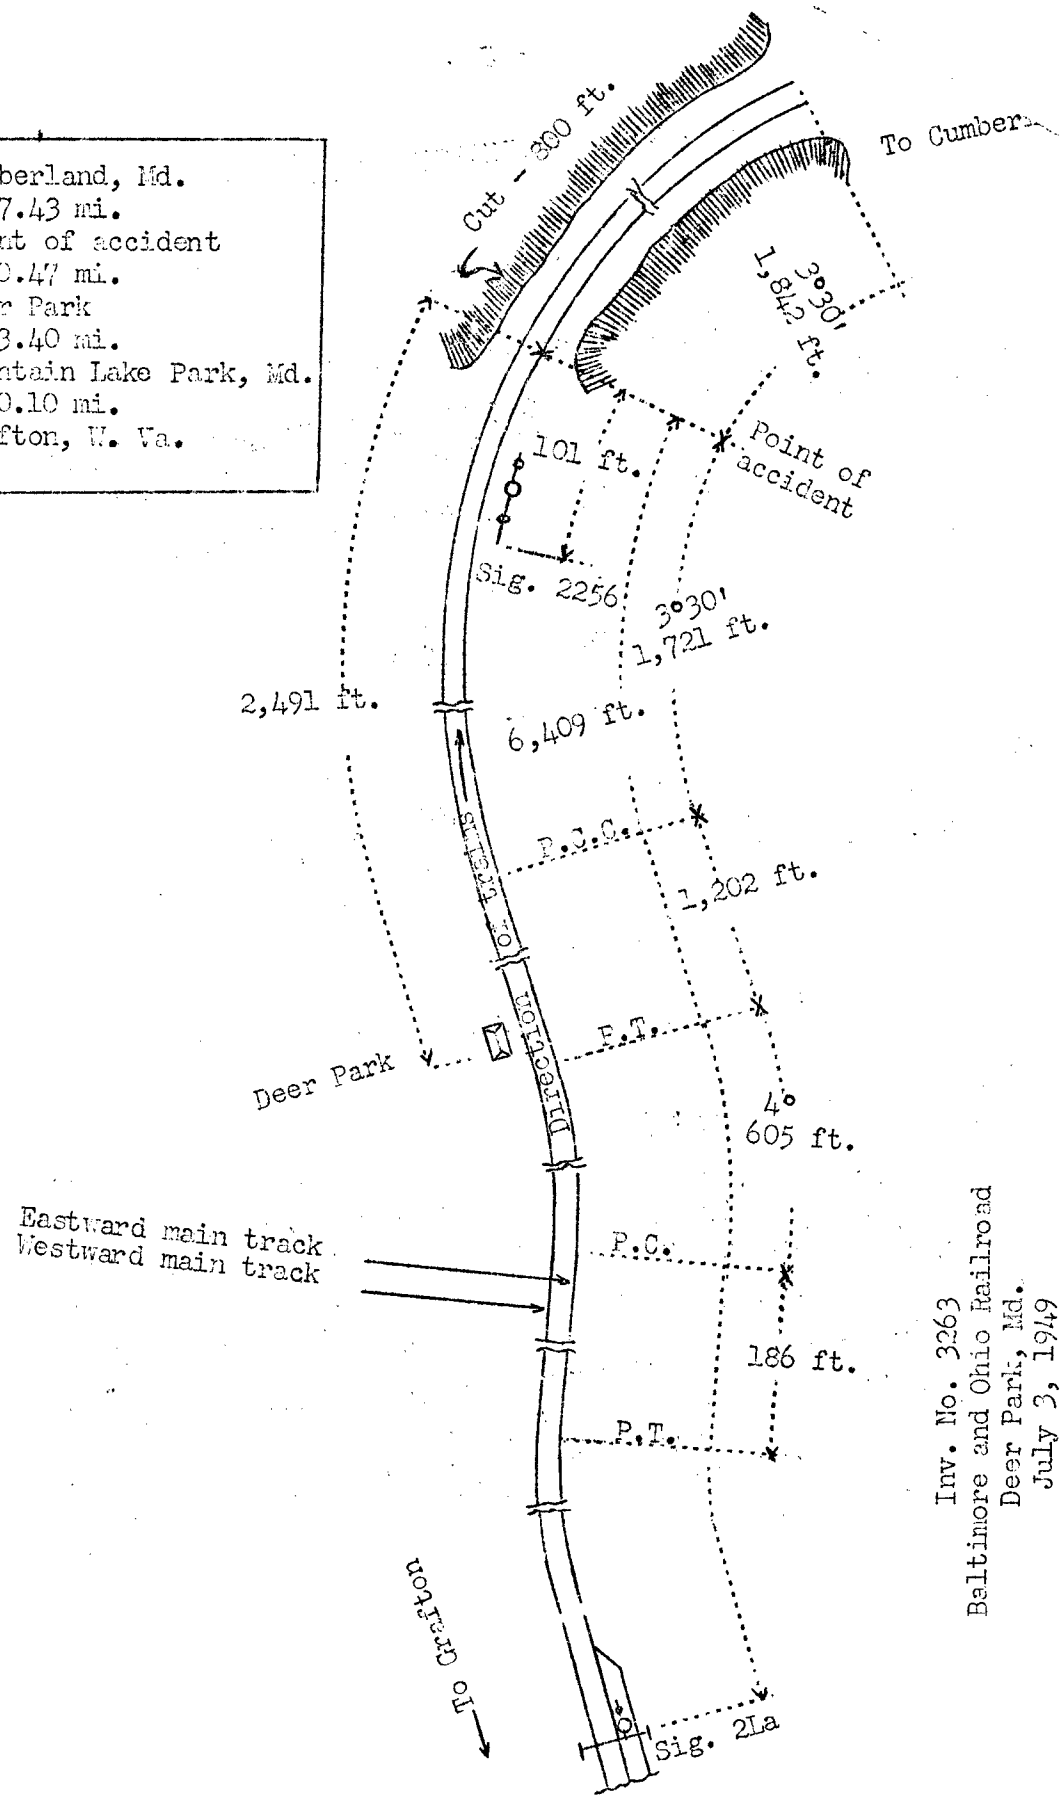 Cut - 800 ft.
To Cumber
berland, Md.
7.43 mi.
nt of accident
0.47 mi.
r Park
3.40 mi.
ntain Lake Park, Md.
0.10 mi.
fton, W. Va.
3°30'
1,842 ft.
Point of
accident
101 ft.
Sig. 2256
3°30'
1,721 ft.
2,491 ft.
6,409 ft.
P.C.C.
1,202 ft.
Direction of trains
P.T.
Deer Park
4°
605 ft.
Eastward main track
Westward main track
P.C.
186 ft.
P.T.
To Grafton
Sig. 2La
Inv. No. 3263
Baltimore and Ohio Railroad
Deer Park, Md.
July 3, 1949